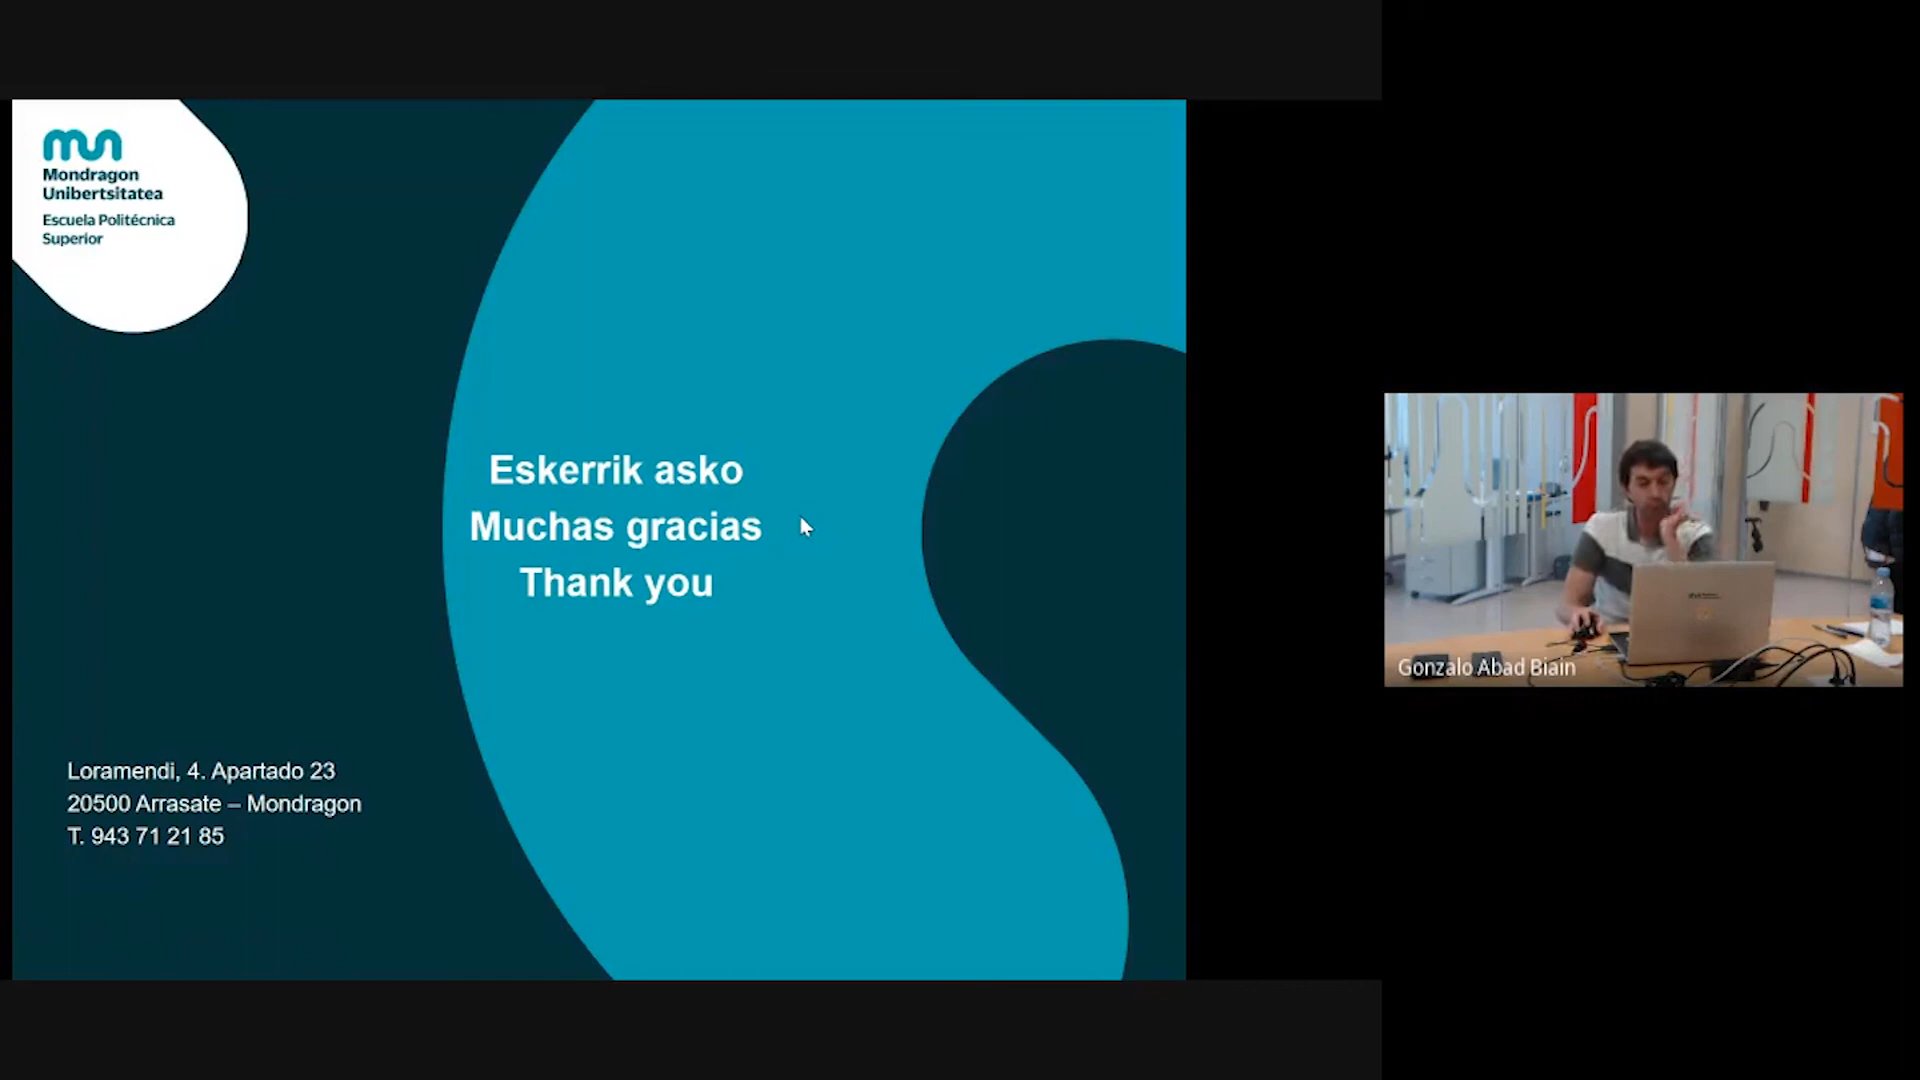 Mondragon
Unibertsitatea
Escuela Politécnica
Superior
Eskerrik asko
Muchas gracias
Thank you
Loramendi, 4. Apartado 23
20500 Arrasate – Mondragon
T. 943 71 21 85
Gonzalo Abad Biain